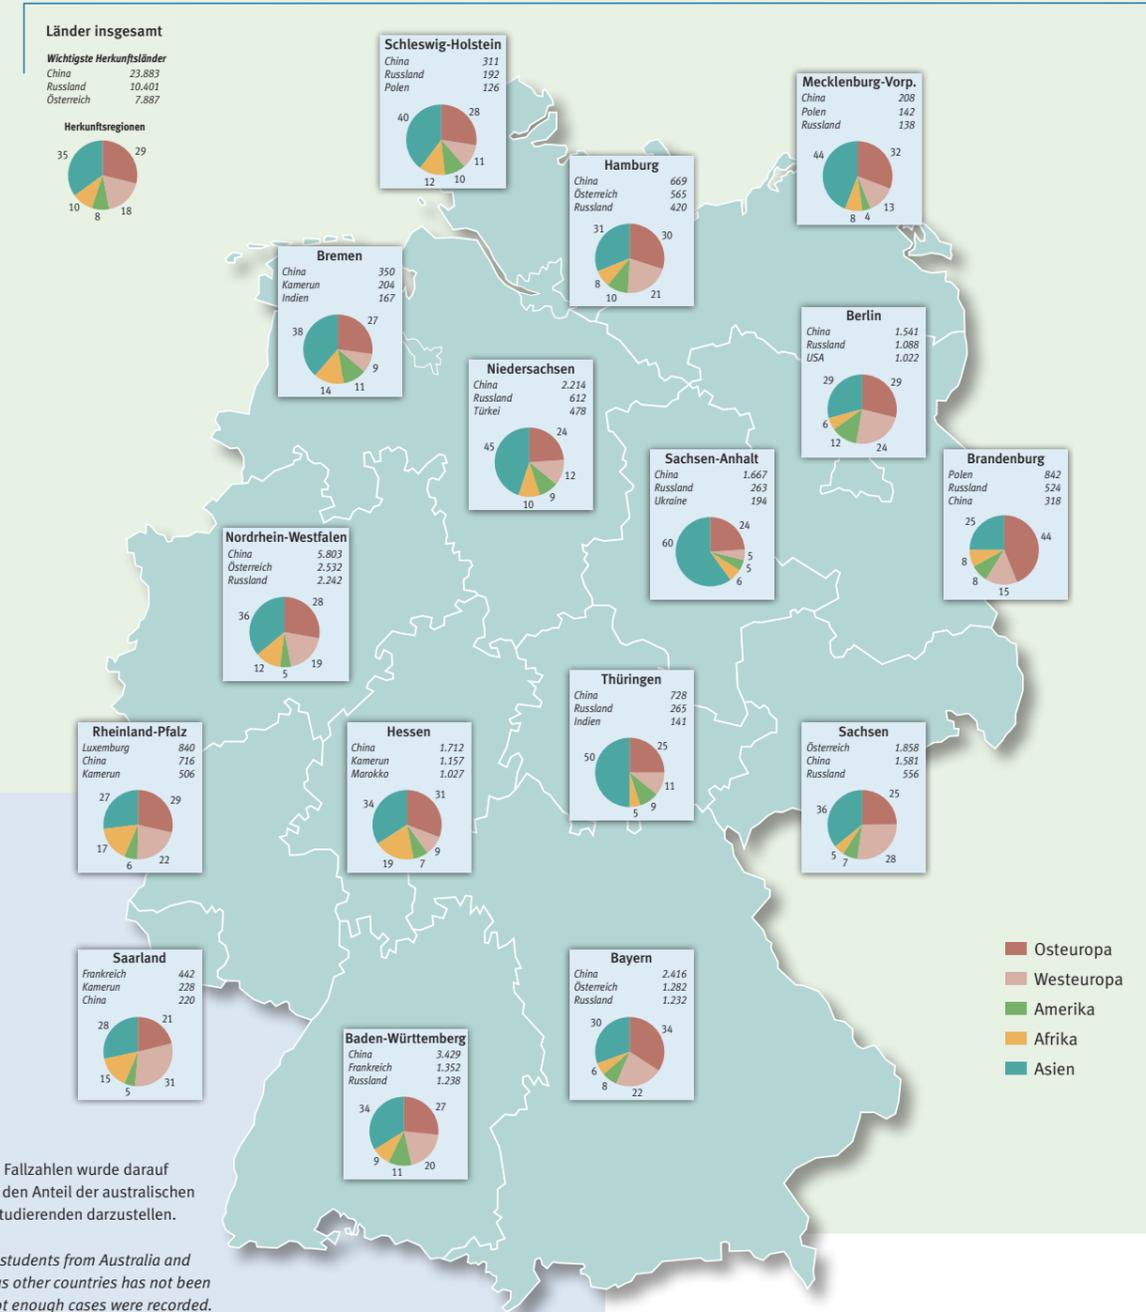 Länder insgesamt
Wichtigste Herkunftsländer
China 23.883
Russland 10.401
Österreich 7.887
Herkunftsregionen
35
29
10
8
18
Schleswig-Holstein
China 311
Russland 192
Polen 126
40
28
11
12
10
Mecklenburg-Vorp.
China 208
Polen 142
Russland 138
44
32
13
8
4
Hamburg
China 669
Österreich 565
Russland 420
31
30
8
10
21
Bremen
China 350
Kamerun 204
Indien 167
38
27
9
14
11
Berlin
China 1.541
Russland 1.088
USA 1.022
29
29
6
12
24
Niedersachsen
China 2.214
Russland 612
Türkei 478
45
24
12
9
10
Sachsen-Anhalt
China 1.667
Russland 263
Ukraine 194
60
24
5
5
6
Brandenburg
Polen 842
Russland 524
China 318
25
44
8
8
15
Nordrhein-Westfalen
China 5.803
Österreich 2.532
Russland 2.242
36
28
12
5
19
Thüringen
China 728
Russland 265
Indien 141
50
25
11
9
5
Rheinland-Pfalz
Luxemburg 840
China 716
Kamerun 506
27
29
17
6
22
Hessen
China 1.712
Kamerun 1.157
Marokko 1.027
34
31
9
19
7
Sachsen
Österreich 1.858
China 1.581
Russland 556
36
25
5
7
28
Saarland
Frankreich 442
Kamerun 228
China 220
28
21
15
5
31
Bayern
China 2.416
Österreich 1.282
Russland 1.232
30
34
6
8
22
Baden-Württemberg
China 3.429
Frankreich 1.352
Russland 1.238
34
27
9
11
20
Osteuropa
Westeuropa
Amerika
Afrika
Asien
Fallzahlen wurde darauf
den Anteil der australischen
tudierenden darzustellen.
students from Australia and
s other countries has not been
t enough cases were recorded.